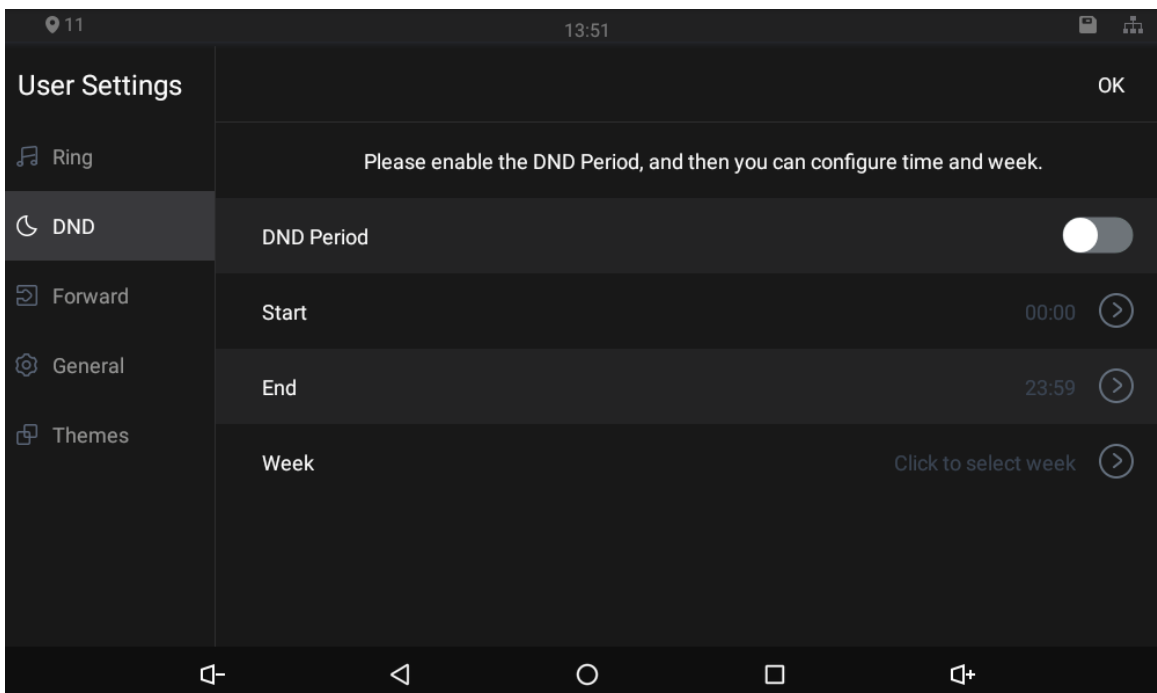 11
13:51
User Settings
OK
Ring
DND
Forward
General
Themes
Please enable the DND Period, and then you can configure time and week.
DND Period
Start 00:00
End 23:59
Week Click to select week